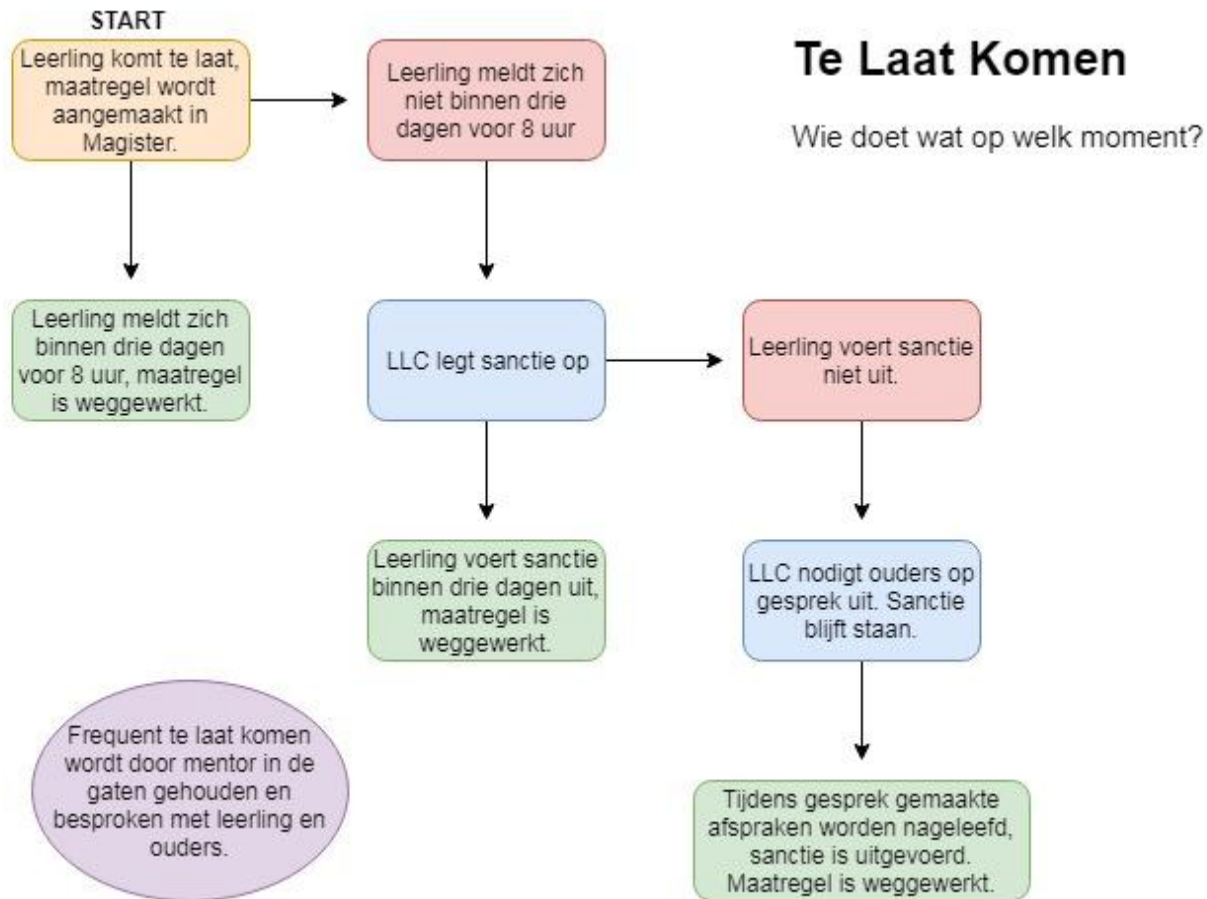 START
Leerling komt te laat,
maatregel wordt
aangemaakt in
Magister.
Leerling meldt zich
niet binnen drie
dagen voor 8 uur
Te Laat Komen
Wie doet wat op welk moment?
Leerling meldt zich
binnen drie dagen
voor 8 uur, maatregel
is weggewerkt.
LLC legt sanctie op
Leerling voert sanctie
niet uit.
Leerling voert sanctie
binnen drie dagen uit,
maatregel is
weggewerkt.
LLC nodigt ouders op
gesprek uit. Sanctie
blijft staan.
Frequent te laat komen
wordt door mentor in de
gaten gehouden en
besproken met leerling en
ouders.
Tijdens gesprek gemaakte
afspraken worden nageleefd,
sanctie is uitgevoerd.
Maatregel is weggewerkt.